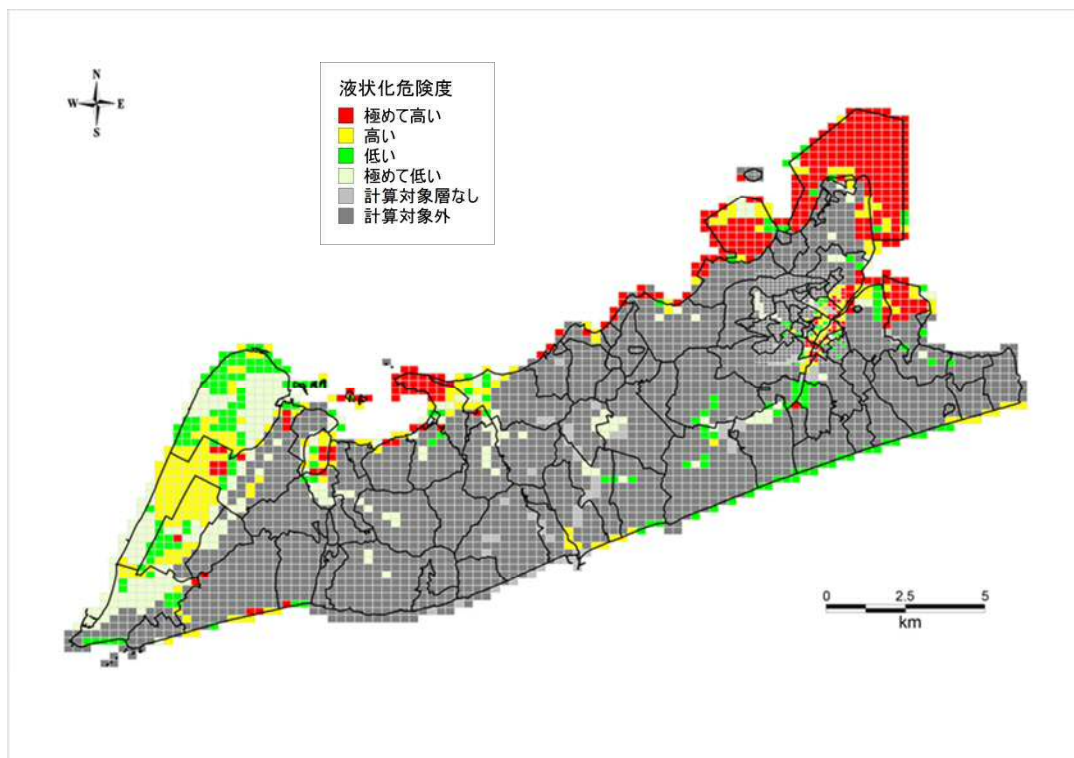 N
W E
S
液状化危険度
極めて高い
高い
低い
極めて低い
計算対象層なし
計算対象外
0 2.5 5
km